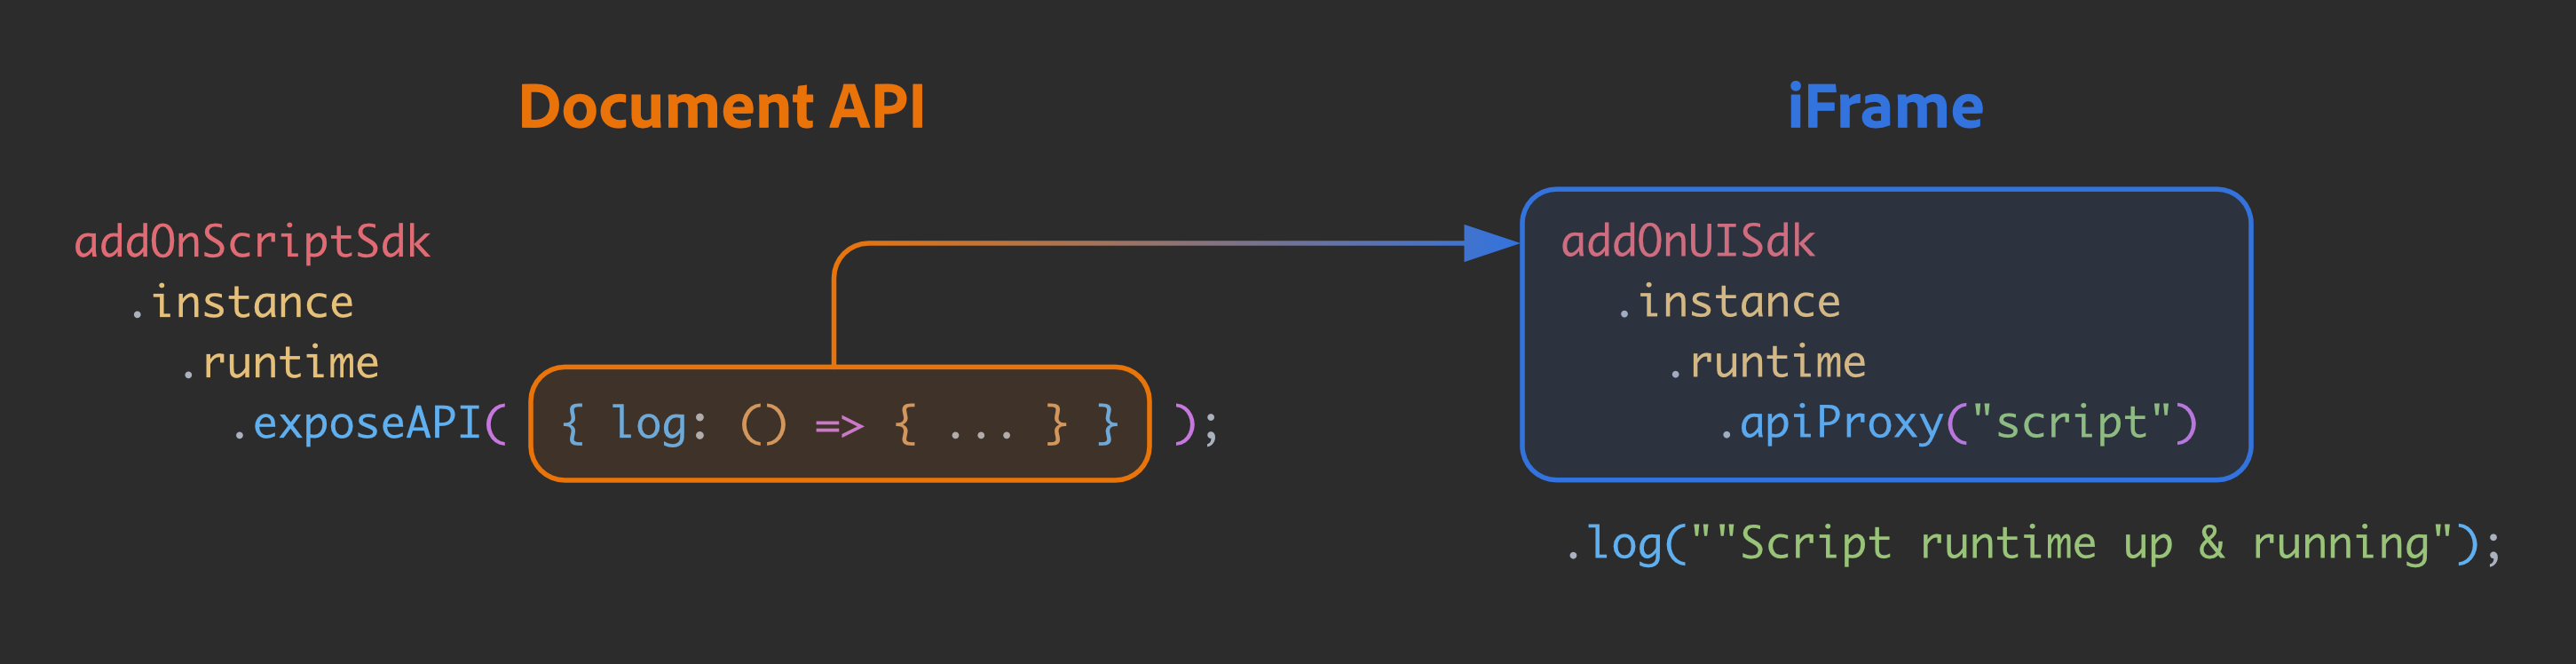 Document API
addOnScriptSdk
.instance
.runtime
.exposeAPI( { log: () => { ... } } );
iFrame
addOnUISdk
.instance
.runtime
.apiProxy("script")
.log(""Script runtime up & running");